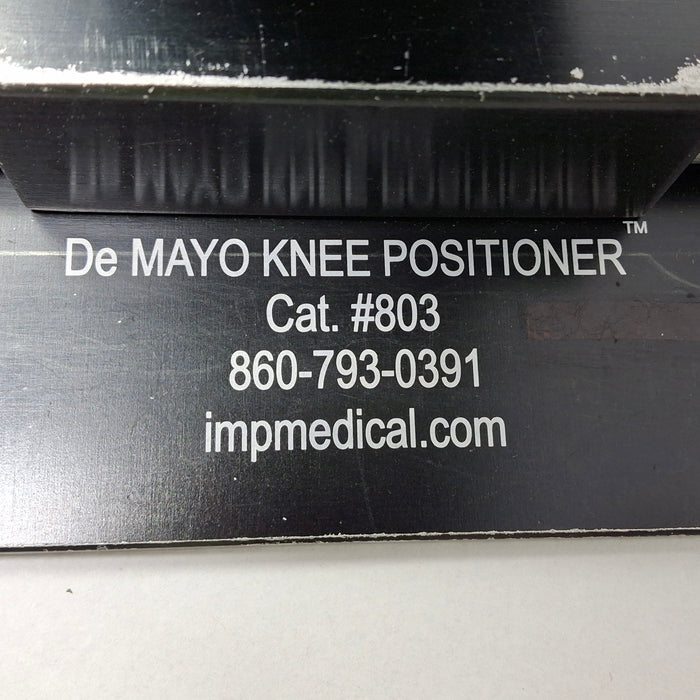 De MAYO KNEE POSITIONER™
Cat. #803
860-793-0391
impmedical.com